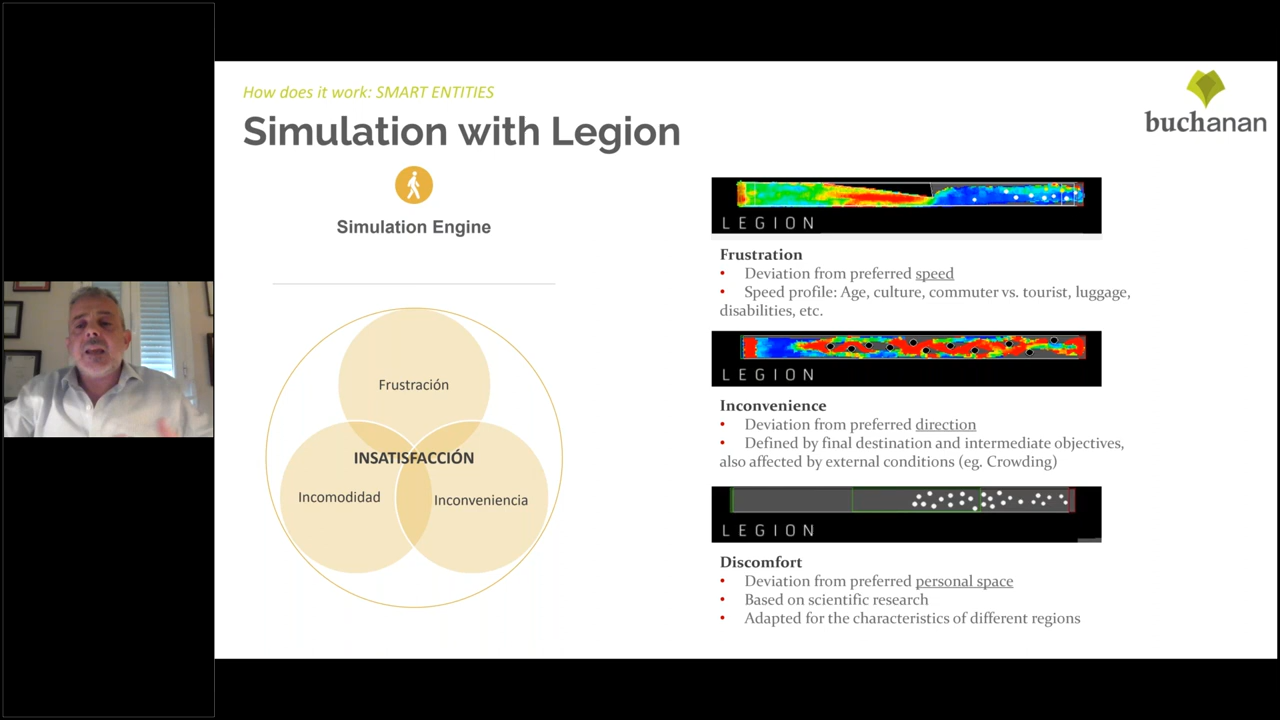 How does it work: SMART ENTITIES
Simulation with Legion
buchanan
Simulation Engine
Frustración
INSATISFACCIÓN
Incomodidad
Inconveniencia
LEGION
Frustration
• Deviation from preferred speed
• Speed profile: Age, culture, commuter vs. tourist, luggage,
disabilities, etc.
LEGION
Inconvenience
• Deviation from preferred direction
• Defined by final destination and intermediate objectives,
also affected by external conditions (eg. Crowding)
LEGION
Discomfort
• Deviation from preferred personal space
• Based on scientific research
• Adapted for the characteristics of different regions